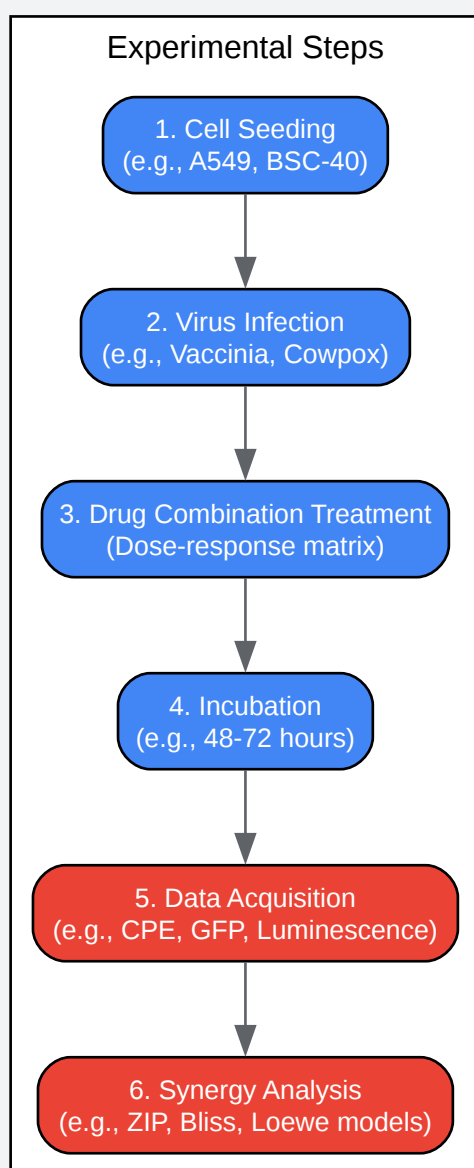 Experimental Steps
1. Cell Seeding
(e.g., A549, BSC-40)
2. Virus Infection
(e.g., Vaccinia, Cowpox)
3. Drug Combination Treatment
(Dose-response matrix)
4. Incubation
(e.g., 48-72 hours)
5. Data Acquisition
(e.g., CPE, GFP, Luminescence)
6. Synergy Analysis
(e.g., ZIP, Bliss, Loewe models)